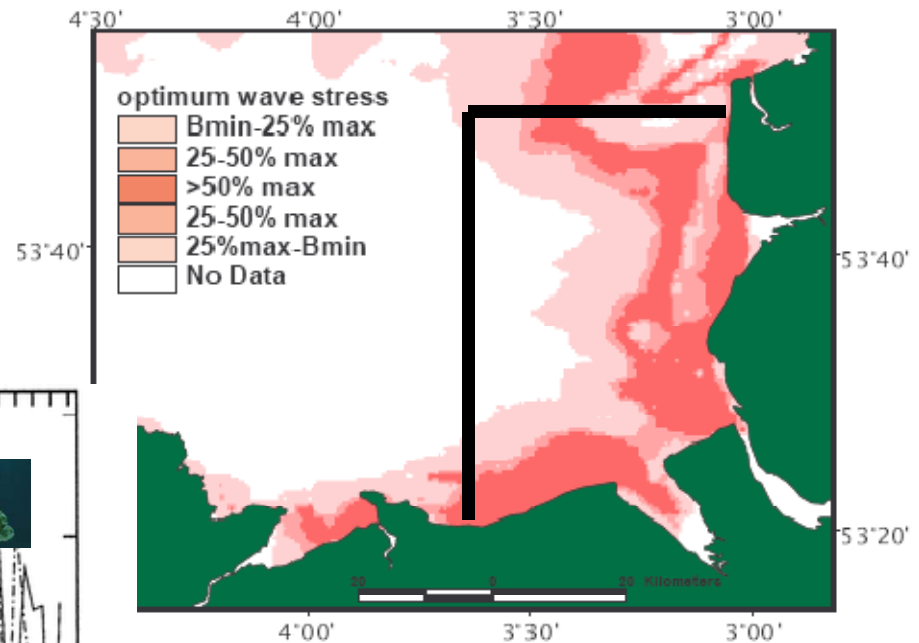 4°30' 4°00' 3°30' 3°00'
optimum wave stress
Bmin-25% max
25-50% max
>50% max
25-50% max
25%max-Bmin
No Data
53°40' 53°40'
53°20'
20 0 20 Kilometers
4°00' 3°30' 3°00'